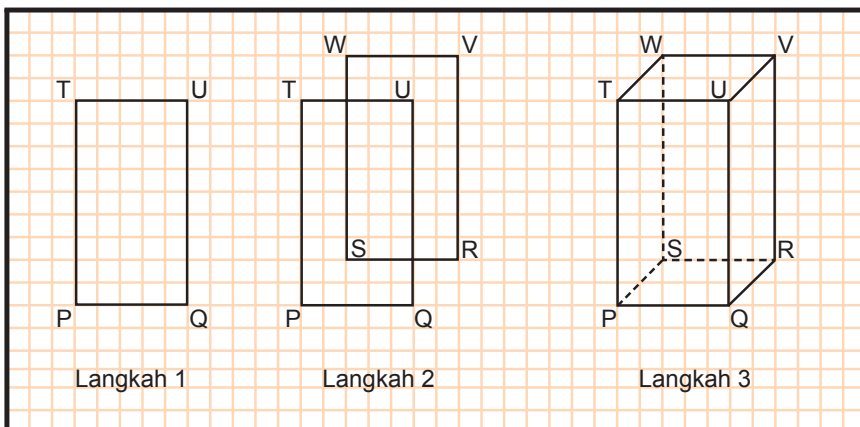 T U
P Q
Langkah 1
W V
T U
S R
P Q
Langkah 2
W V
T U
S R
P Q
Langkah 3